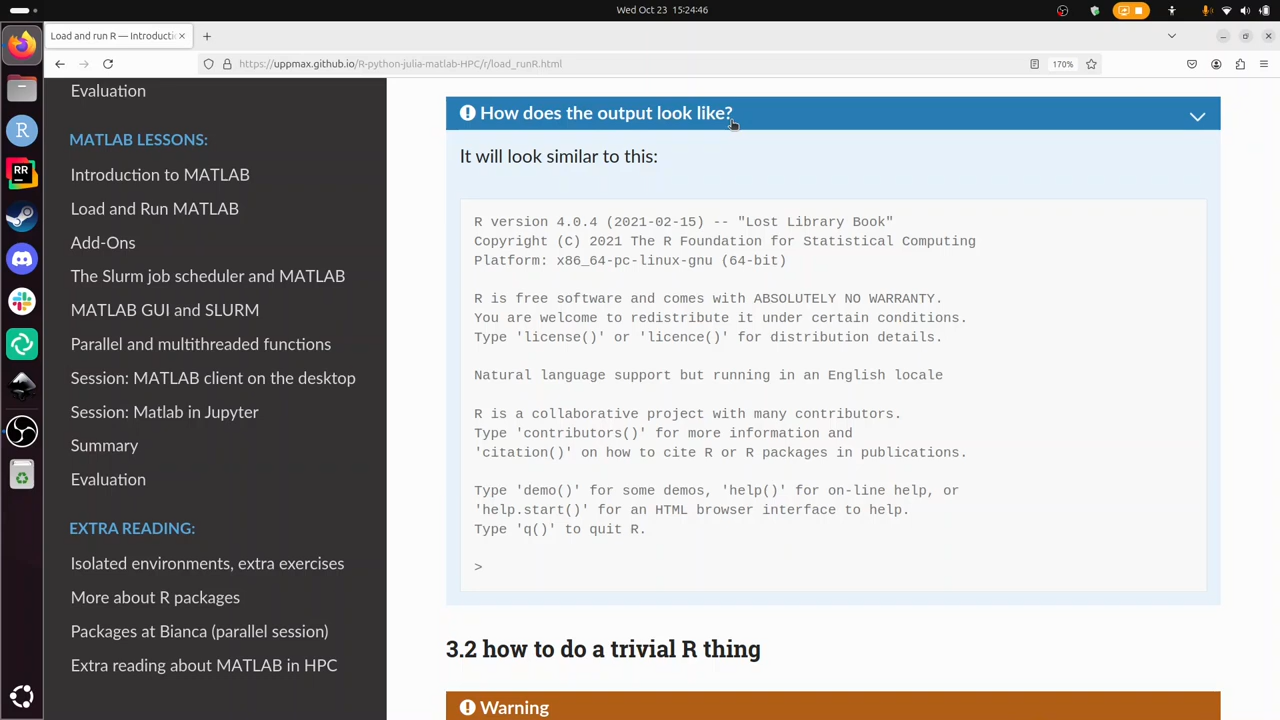 Wed Oct 23 15:24:46
Load and run R — Introducti
https://uppmax.github.io/R-python-julia-matlab-HPC/r/load_runR.html
170%
Evaluation
MATLAB LESSONS:
Introduction to MATLAB
Load and Run MATLAB
Add-Ons
The Slurm job scheduler and MATLAB
MATLAB GUI and SLURM
Parallel and multithreaded functions
Session: MATLAB client on the desktop
Session: Matlab in Jupyter
Summary
Evaluation
EXTRA READING:
Isolated environments, extra exercises
More about R packages
Packages at Bianca (parallel session)
Extra reading about MATLAB in HPC
How does the output look like?
It will look similar to this:
R version 4.0.4 (2021-02-15) -- "Lost Library Book"
Copyright (C) 2021 The R Foundation for Statistical Computing
Platform: x86_64-pc-linux-gnu (64-bit)
R is free software and comes with ABSOLUTELY NO WARRANTY.
You are welcome to redistribute it under certain conditions.
Type 'license()' or 'licence()' for distribution details.
Natural language support but running in an English locale
R is a collaborative project with many contributors.
Type 'contributors()' for more information and
'citation()' on how to cite R or R packages in publications.
Type 'demo()' for some demos, 'help()' for on-line help, or
'help.start()' for an HTML browser interface to help.
Type 'q()' to quit R.
>
3.2 how to do a trivial R thing
Warning